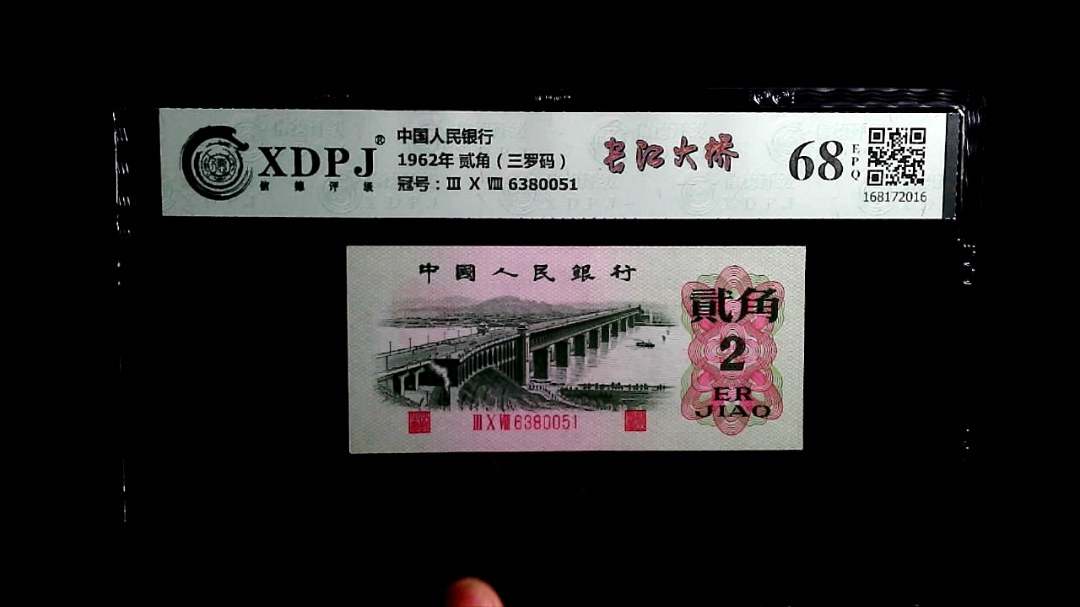 XDPJ®
信德评级
中国人民银行
1962年 贰角（三罗码）
冠号：Ⅲ Ⅹ Ⅷ 6380051
长江大桥
68
EPQ
168172016
中國人民銀行
貳角
2
ER
JIAO
Ⅲ Ⅹ Ⅷ 6380051